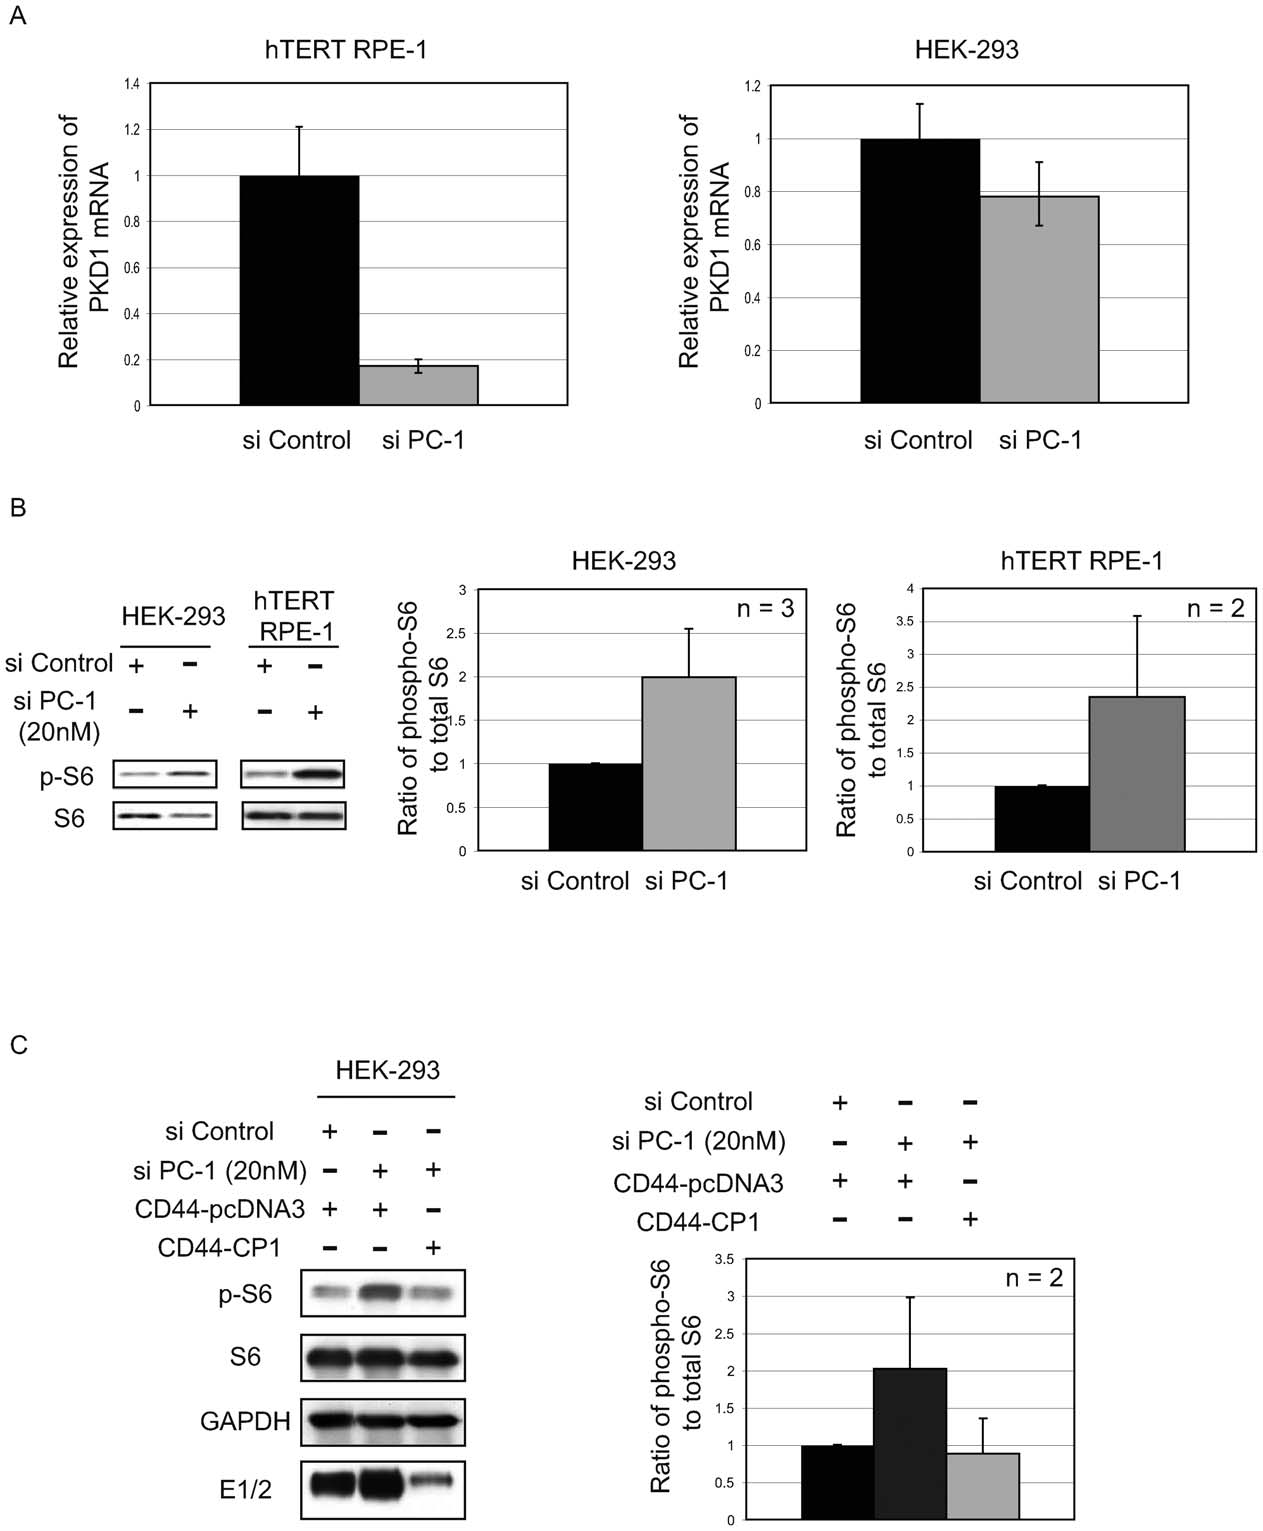 A
hTERT RPE-1
Relative expression of
PKD1 mRNA
1.4
1.2
1
0.8
0.6
0.4
0.2
0
si Control si PC-1
HEK-293
Relative expression of
PKD1 mRNA
1.2
1
0.8
0.6
0.4
0.2
0
si Control si PC-1
B
HEK-293
hTERT
RPE-1
si Control + - + -
si PC-1
(20nM) - + - +
p-S6
S6
HEK-293
Ratio of phospho-S6
to total S6
n = 3
3
2.5
2
1.5
1
0.5
0
si Control si PC-1
hTERT RPE-1
Ratio of phospho-S6
to total S6
n = 2
4
3.5
3
2.5
2
1.5
1
0.5
0
si Control si PC-1
C
HEK-293
si Control + - -
si PC-1 (20nM) - + +
CD44-pcDNA3 + + -
CD44-CP1 - - +
p-S6
S6
GAPDH
E1/2
si Control + - -
si PC-1 (20nM) - + +
CD44-pcDNA3 + + -
CD44-CP1 - - +
Ratio of phospho-S6
to total S6
n = 2
3.5
3
2.5
2
1.5
1
0.5
0